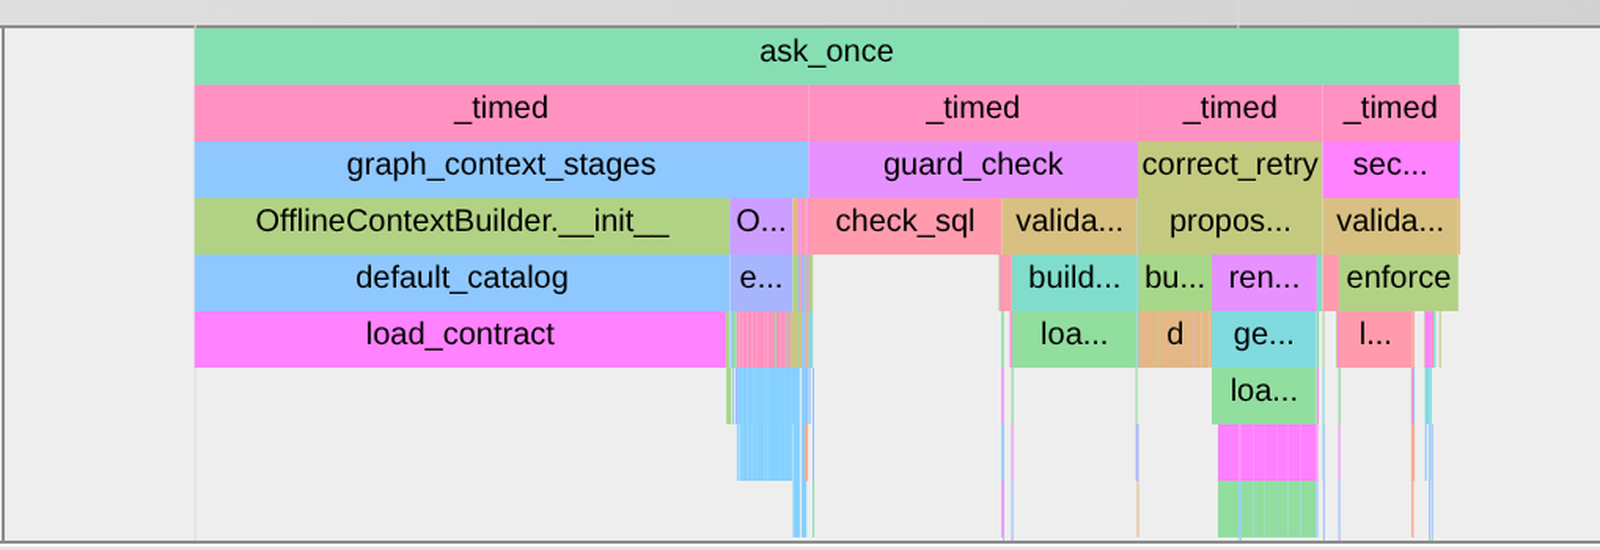 ask_once
_timed _timed _timed _timed
graph_context_stages guard_check correct_retry sec...
OfflineContextBuilder.__init__ O... check_sql valida... propos... valida...
default_catalog e... build... bu... ren... enforce
load_contract loa... d ge... l...
loa...